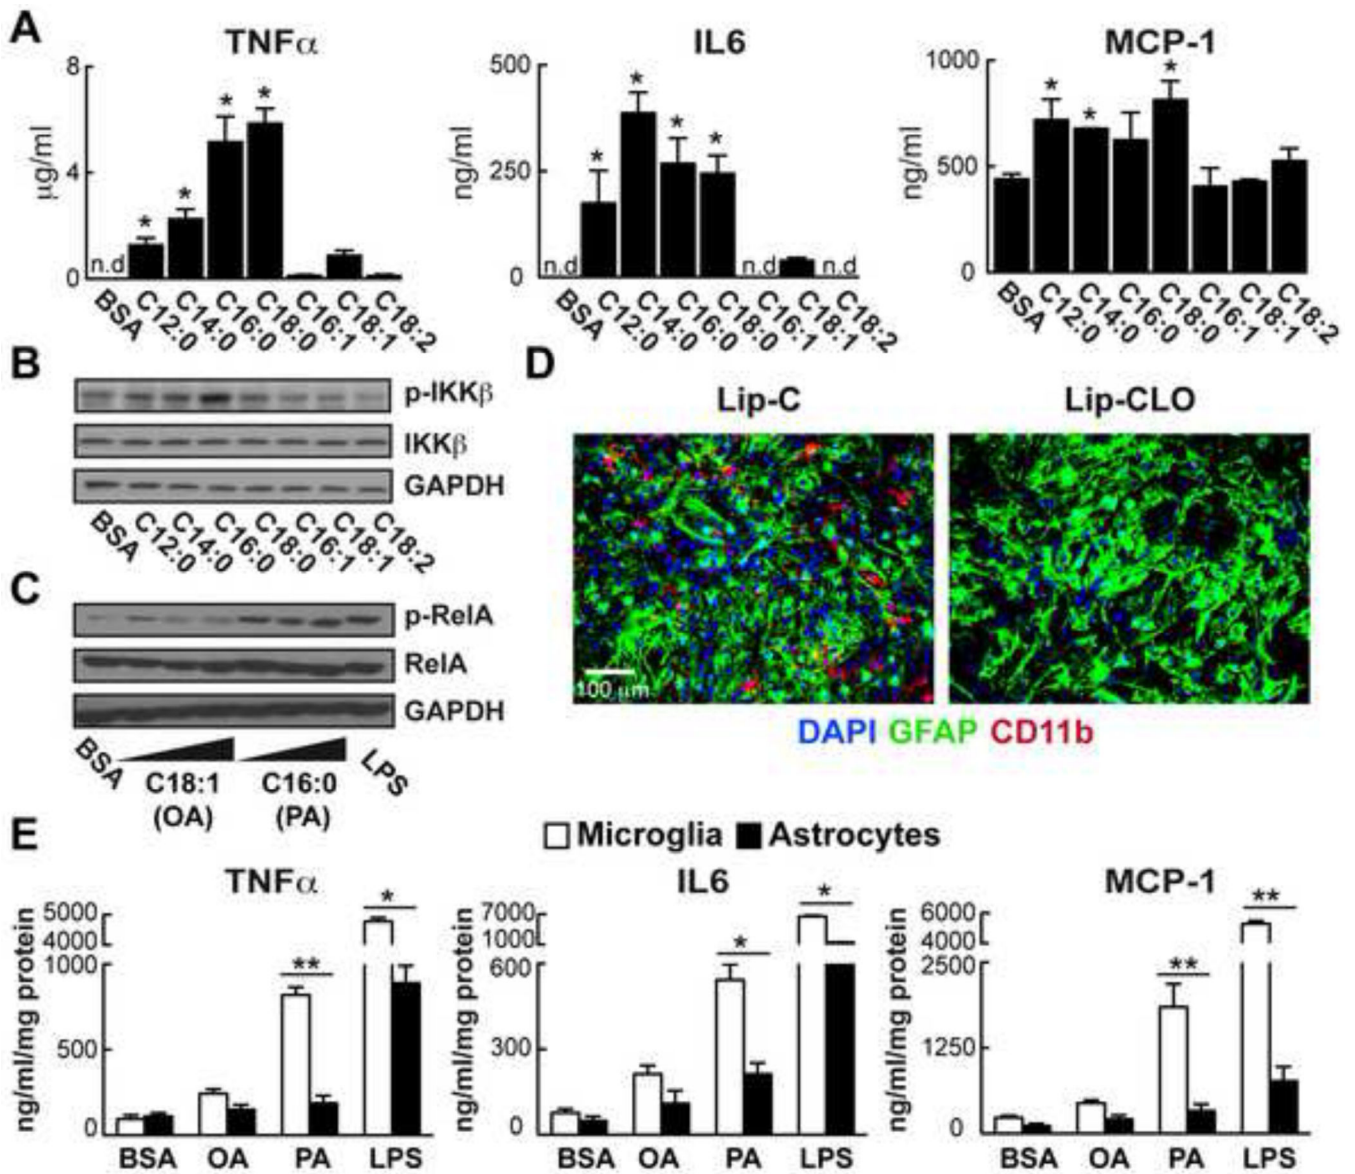 A
TNFα
IL6
MCP-1
8
4
0
μg/ml
* * * *
n.d
BSA C12:0 C14:0 C16:0 C18:0 C16:1 C18:1 C18:2
500
250
0
ng/ml
* * * *
n.d n.d n.d
BSA C12:0 C14:0 C16:0 C18:0 C16:1 C18:1 C18:2
1000
500
0
ng/ml
* * *
BSA C12:0 C14:0 C16:0 C18:0 C16:1 C18:1 C18:2
B
p-IKKβ
IKKβ
GAPDH
BSA C12:0 C14:0 C16:0 C18:0 C16:1 C18:1 C18:2
C
p-RelA
RelA
GAPDH
BSA C18:1 (OA) C16:0 (PA) LPS
D
Lip-C
Lip-CLO
100 μm
DAPI GFAP CD11b
E
Microglia Astrocytes
TNFα
IL6
MCP-1
5000
4000
1000
500
0
ng/ml/mg protein
** *
BSA OA PA LPS
7000
1000
600
300
0
ng/ml/mg protein
* *
BSA OA PA LPS
6000
4000
2500
1250
0
ng/ml/mg protein
** **
BSA OA PA LPS